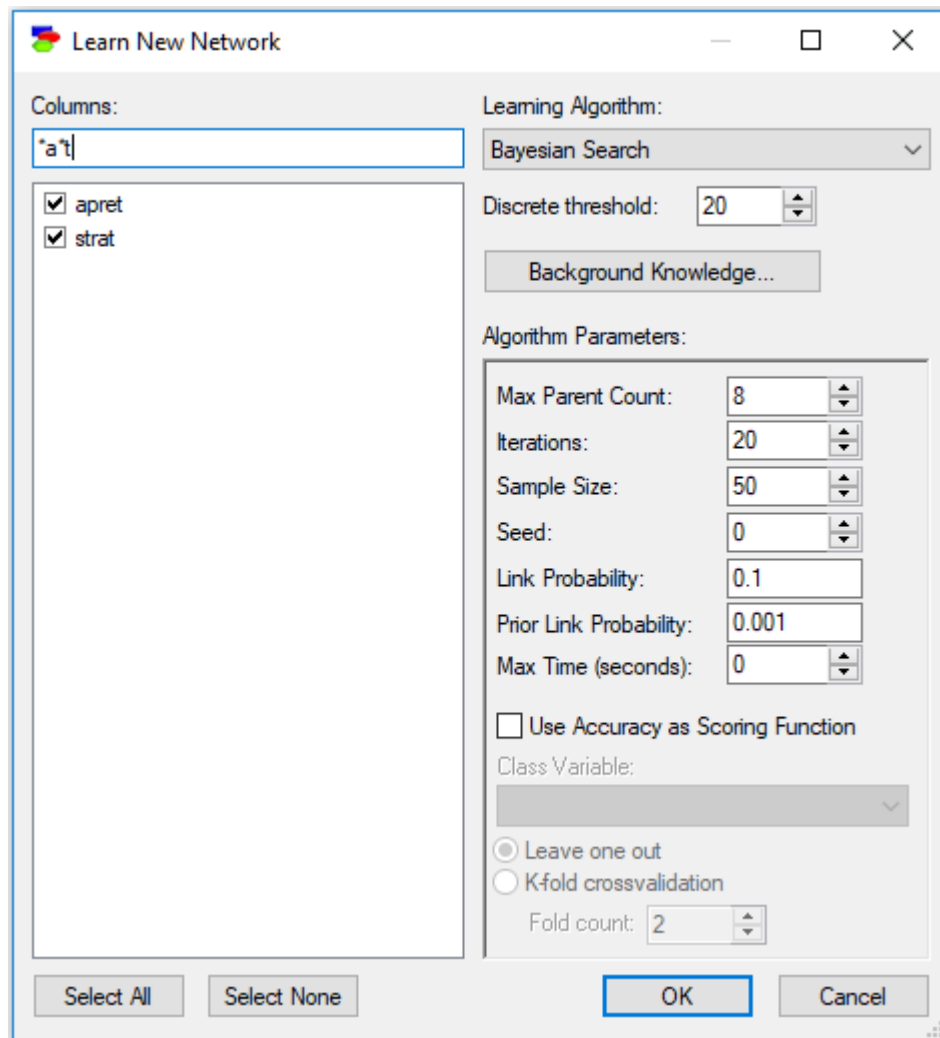 Learn New Network
Columns:
*a*t
apret
strat
Select All
Select None
Learning Algorithm:
Bayesian Search
Discrete threshold: 20
Background Knowledge...
Algorithm Parameters:
Max Parent Count: 8
Iterations: 20
Sample Size: 50
Seed: 0
Link Probability: 0.1
Prior Link Probability: 0.001
Max Time (seconds): 0
Use Accuracy as Scoring Function
Class Variable:
Leave one out
K-fold crossvalidation
Fold count: 2
OK
Cancel